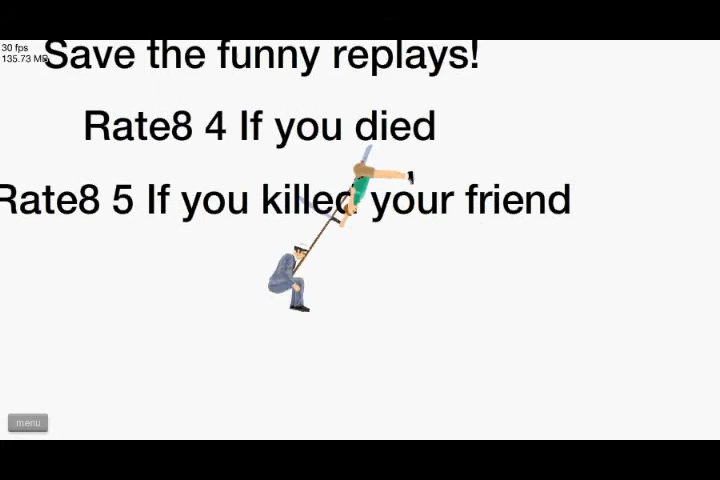 30 fps
135.73 MB
Save the funny replays!
Rate8 4 If you died
Rate8 5 If you killed your friend
menu